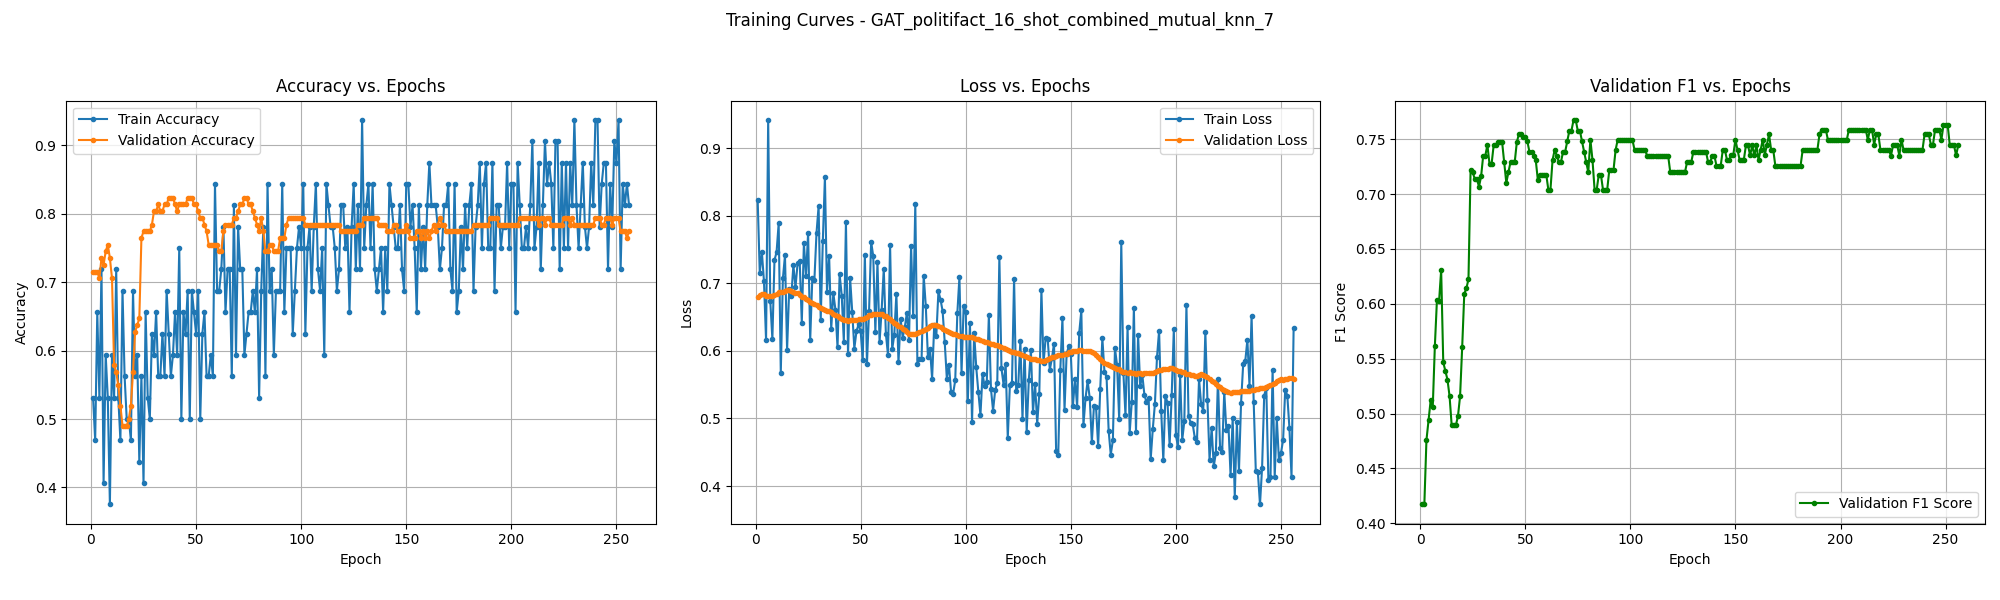 Training Curves - GAT_politifact_16_shot_combined_mutual_knn_7
Accuracy vs. Epochs
Train Accuracy
Validation Accuracy
0.9
0.8
0.7
0.6
0.5
0.4
Accuracy
0 50 100 150 200 250
Epoch
Loss vs. Epochs
Train Loss
Validation Loss
0.9
0.8
0.7
0.6
0.5
0.4
Loss
0 50 100 150 200 250
Epoch
Validation F1 vs. Epochs
0.75
0.70
0.65
0.60
0.55
0.50
0.45
0.40
F1 Score
Validation F1 Score
0 50 100 150 200 250
Epoch